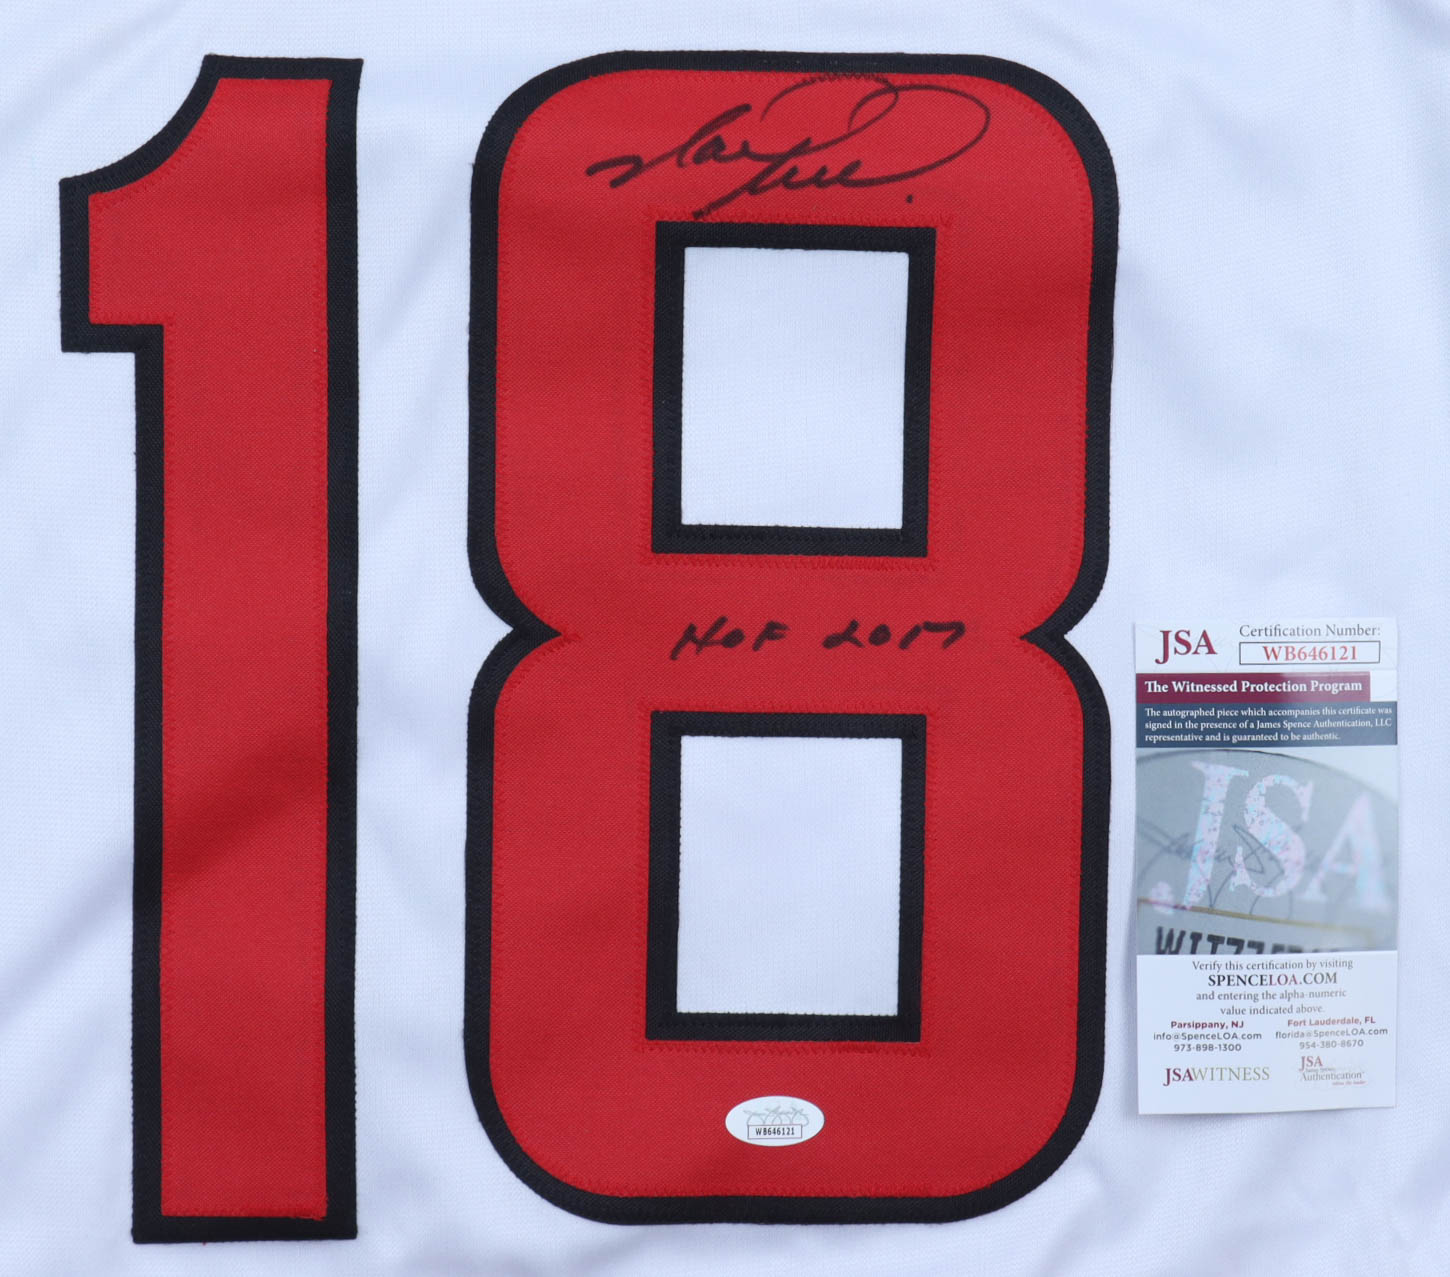 18
HOF 2017
JSA
Certification Number:
WB646121
The Witnessed Protection Program
The autographed piece which accompanies this certificate was
signed in the presence of a James Spence Authentication, LLC
representative and is guaranteed to be authentic.
JSA
Verify this certification by visiting
SPENCELOA.COM
and entering the alpha-numeric
value indicated above.
Parsippany, NJ Fort Lauderdale, FL
info@SpenceLOA.com florida@SpenceLOA.com
973-898-1300 954-380-8670
JSAWITNESS
JSA
Authentication
WB646121